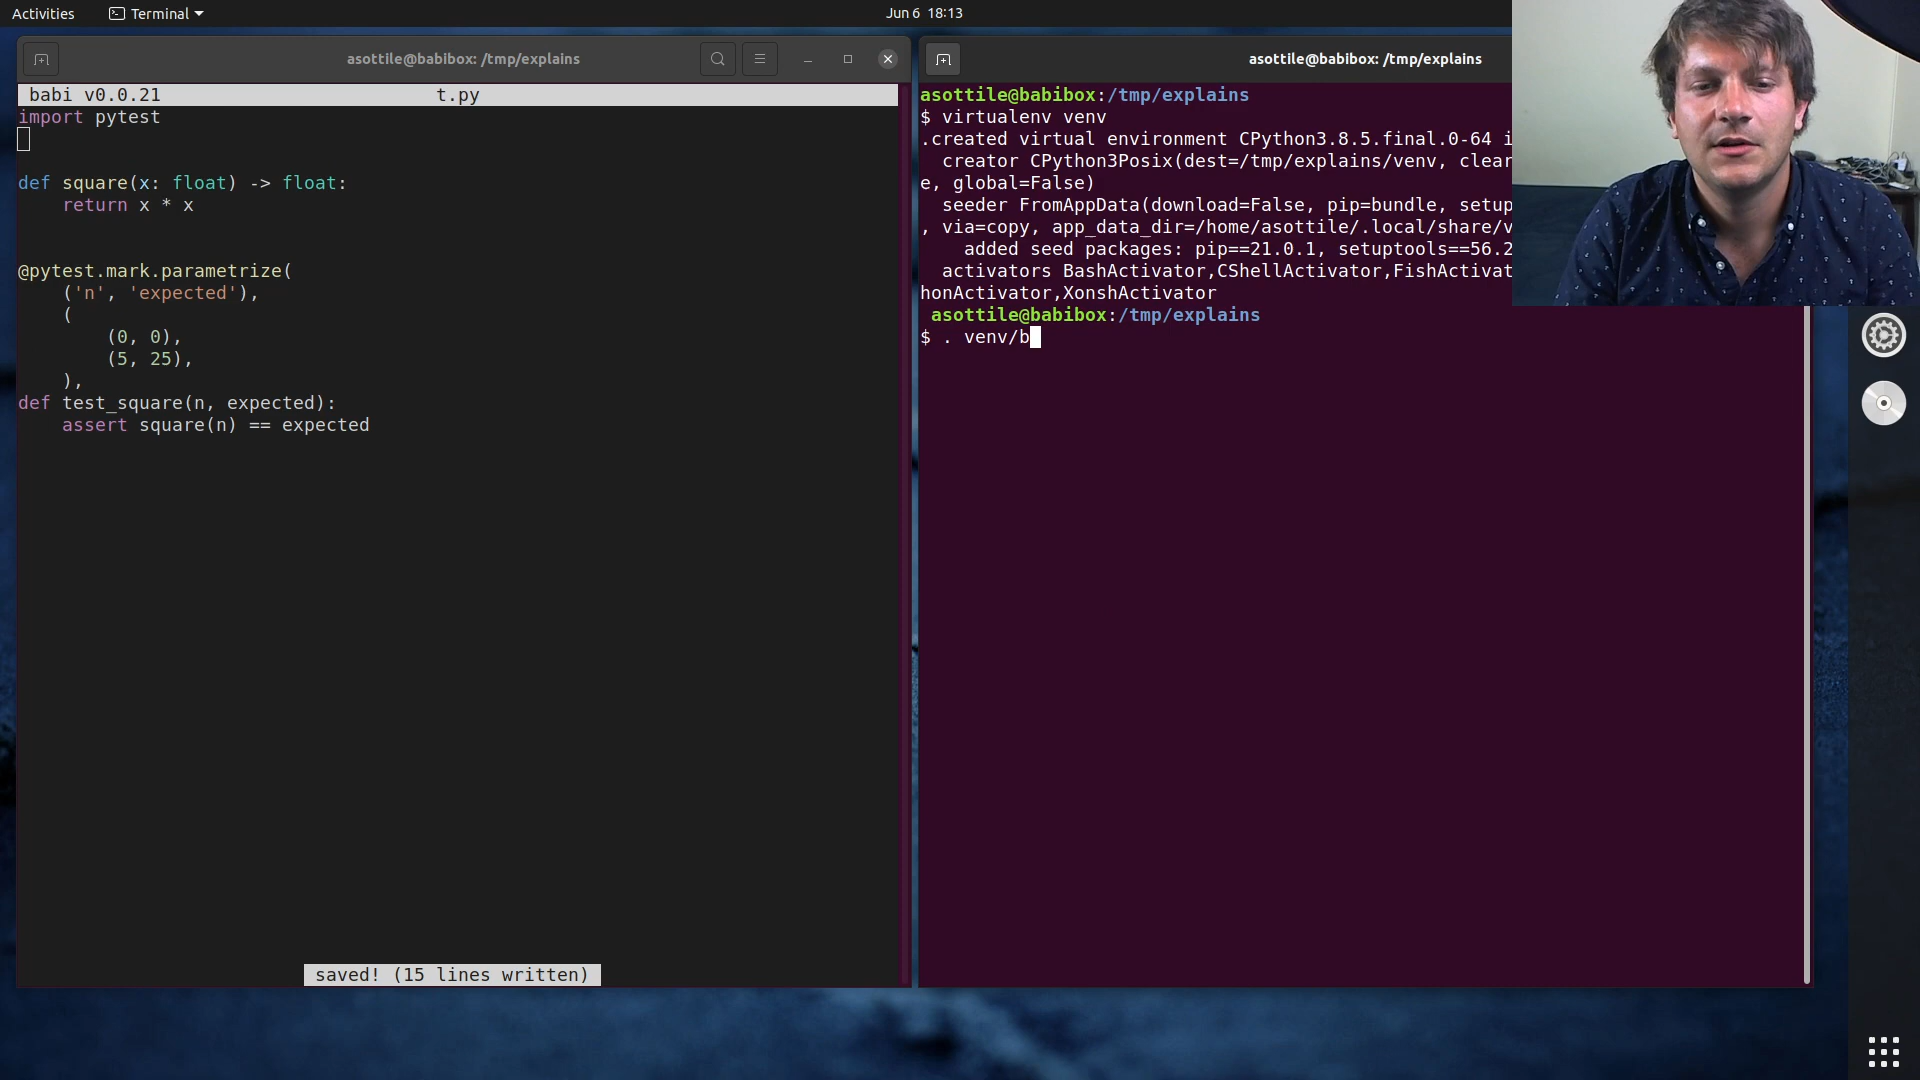 Activities
Terminal
Jun 6 18:13
asottile@babibox: /tmp/explains
babi v0.0.21 t.py
import pytest
def square(x: float) -> float:
    return x * x
@pytest.mark.parametrize(
    ('n', 'expected'),
    (
        (0, 0),
        (5, 25),
    ),
def test_square(n, expected):
    assert square(n) == expected
saved! (15 lines written)
asottile@babibox: /tmp/explains
asottile@babibox:/tmp/explains
$ virtualenv venv
.created virtual environment CPython3.8.5.final.0-64 i
  creator CPython3Posix(dest=/tmp/explains/venv, clear
e, global=False)
  seeder FromAppData(download=False, pip=bundle, setup
, via=copy, app_data_dir=/home/asottile/.local/share/v
    added seed packages: pip==21.0.1, setuptools==56.2
  activators BashActivator,CShellActivator,FishActivat
honActivator,XonshActivator
asottile@babibox:/tmp/explains
$ . venv/b